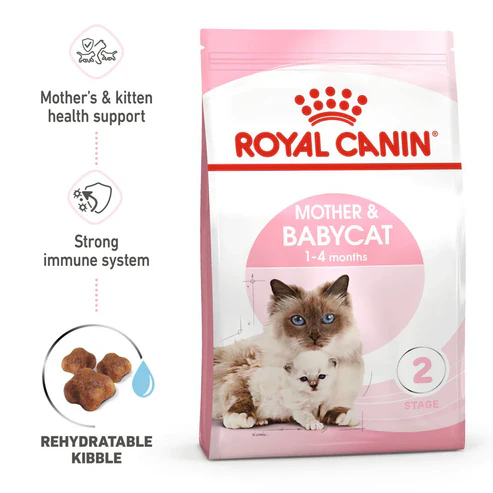 Mother's & kitten
health support
Strong
immune system
REHYDRATABLE
KIBBLE
ROYAL CANIN®
MOTHER &
BABYCAT
1-4 months
2
STAGE